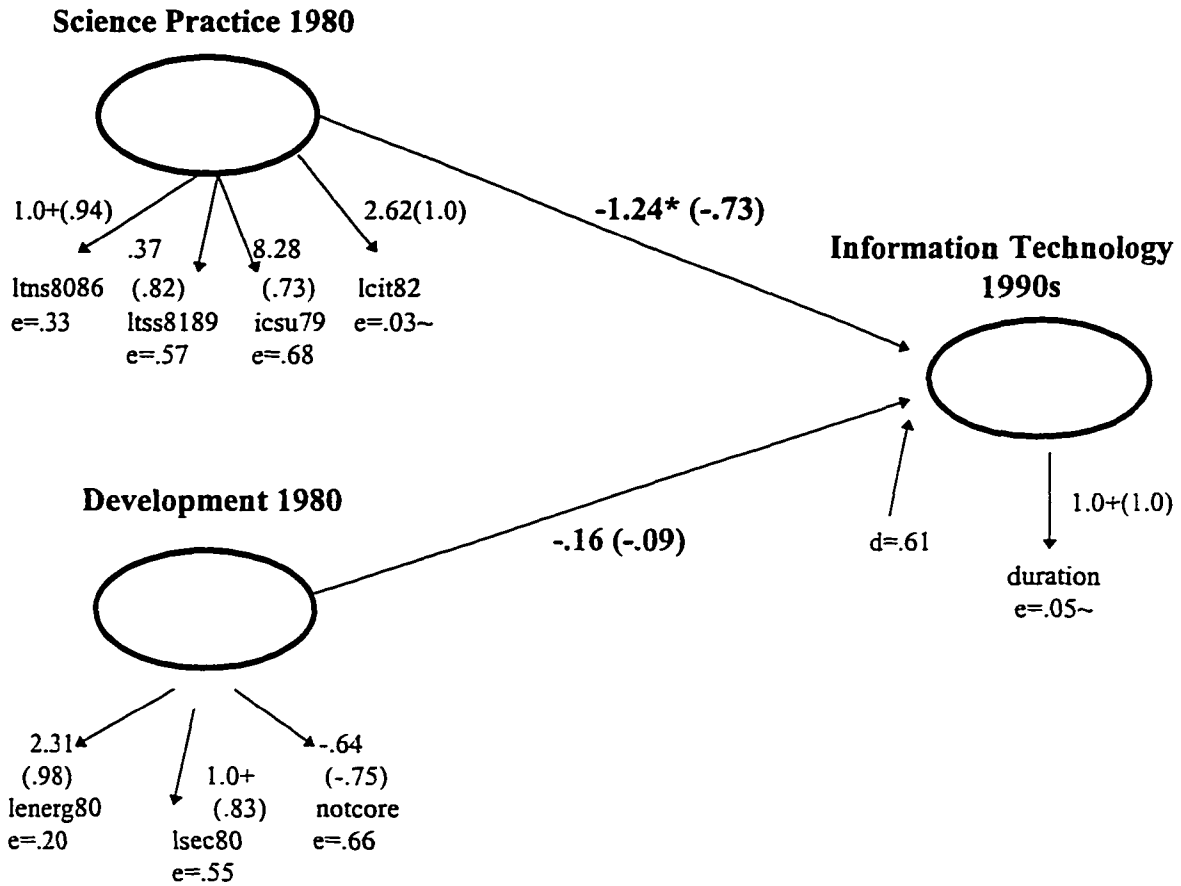 Science Practice 1980
1.0+(.94)
.37
8.28
2.62(1.0)
ltns8086
(.82)
(.73)
lcit82
e=.33
ltss8189
icsu79
e=.03~
e=.57
e=.68
-1.24* (-.73)
Information Technology
1990s
Development 1980
-.16 (-.09)
d=.61
1.0+(1.0)
duration
e=.05~
2.31
-.64
(.98)
1.0+
(-.75)
lenerg80
(.83)
notcore
e=.20
lsec80
e=.66
e=.55